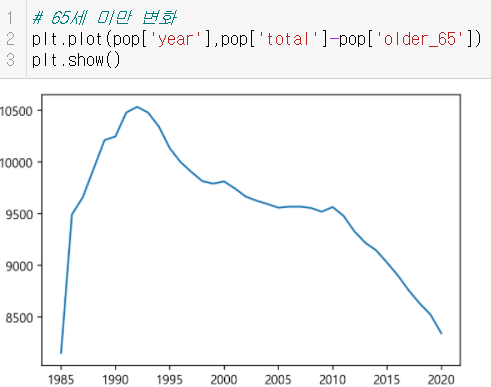 1 # 65세 미만 변화
2 plt.plot(pop['year'],pop['total']-pop['older_65'])
3 plt.show()
10500
10000
9500
9000
8500
1985 1990 1995 2000 2005 2010 2015 2020